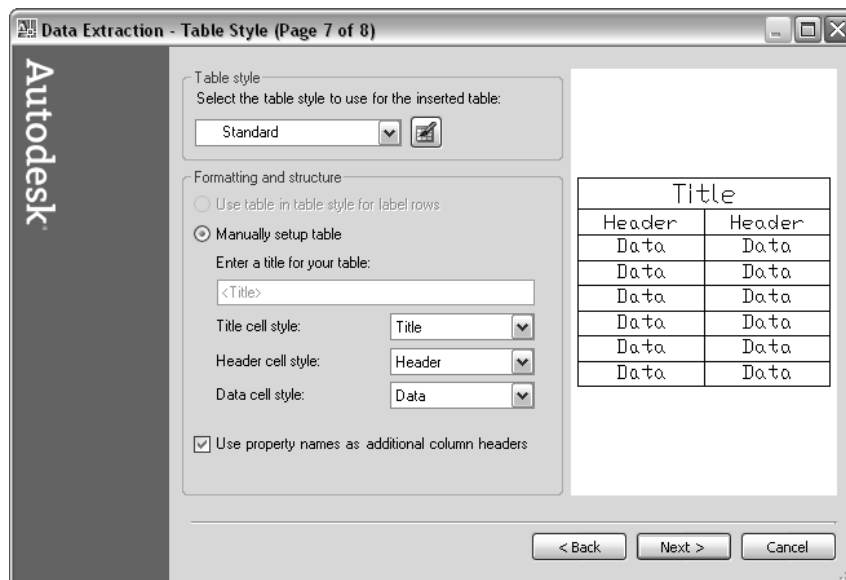 Data Extraction - Table Style (Page 7 of 8)
Autodesk
Table style
Select the table style to use for the inserted table:
Standard
Formatting and structure
Use table in table style for label rows
Manually setup table
Enter a title for your table:
<Title>
Title cell style: Title
Header cell style: Header
Data cell style: Data
Use property names as additional column headers
Title
Header Header
Data Data
Data Data
Data Data
Data Data
Data Data
Data Data
< Back Next > Cancel